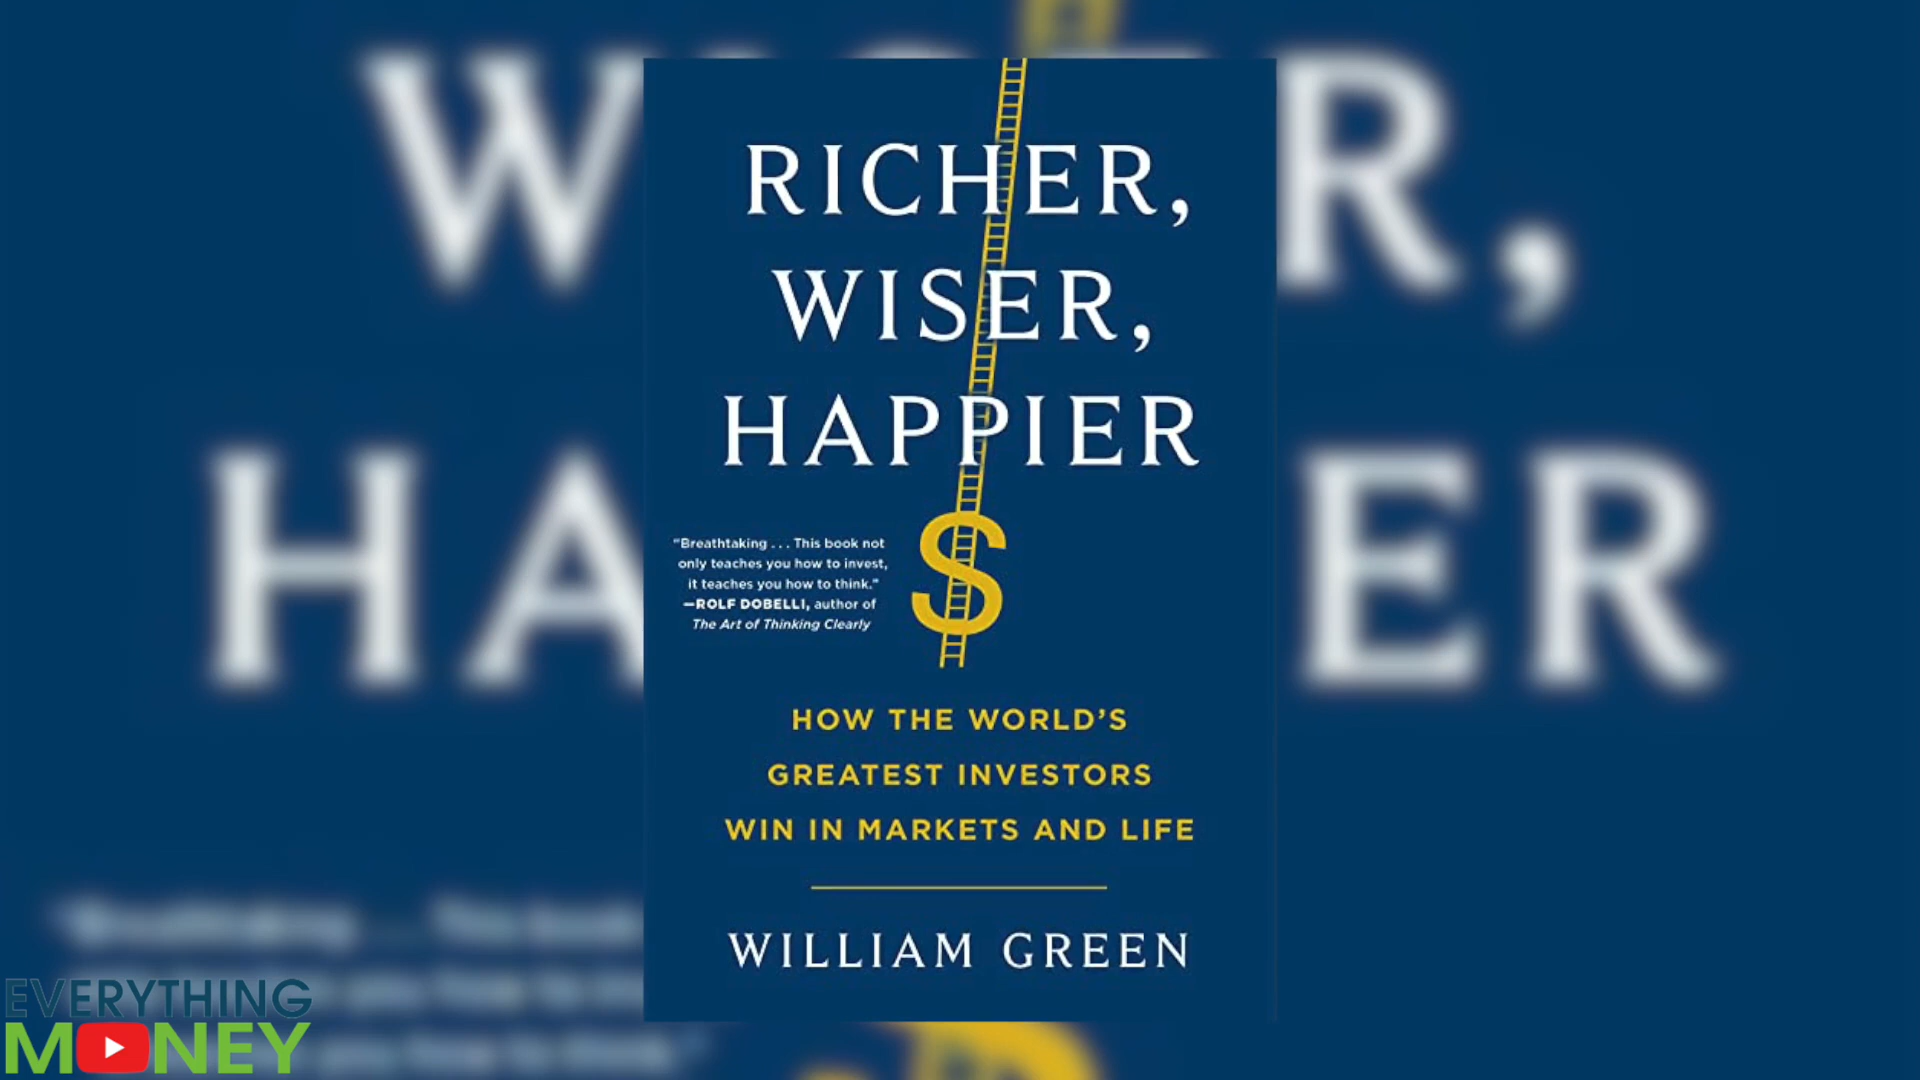 RICHER,
WISER,
HAPPIER
$
“Breathtaking . . . This book not
only teaches you how to invest,
it teaches you how to think.”
—ROLF DOBELLI, author of
The Art of Thinking Clearly
HOW THE WORLD’S
GREATEST INVESTORS
WIN IN MARKETS AND LIFE
WILLIAM GREEN
EVERYTHING
MONEY